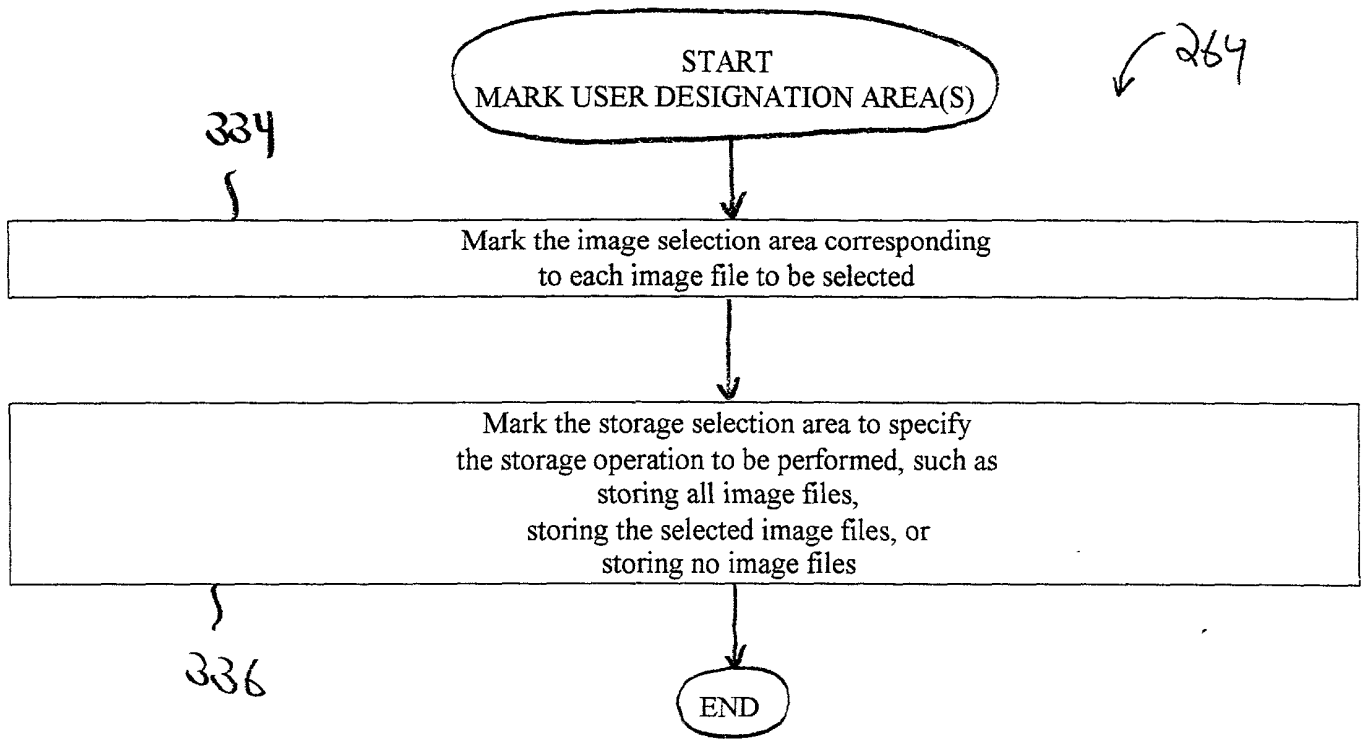 START
MARK USER DESIGNATION AREA(S)
264
334
Mark the image selection area corresponding
to each image file to be selected
Mark the storage selection area to specify
the storage operation to be performed, such as
storing all image files,
storing the selected image files, or
storing no image files
336
END